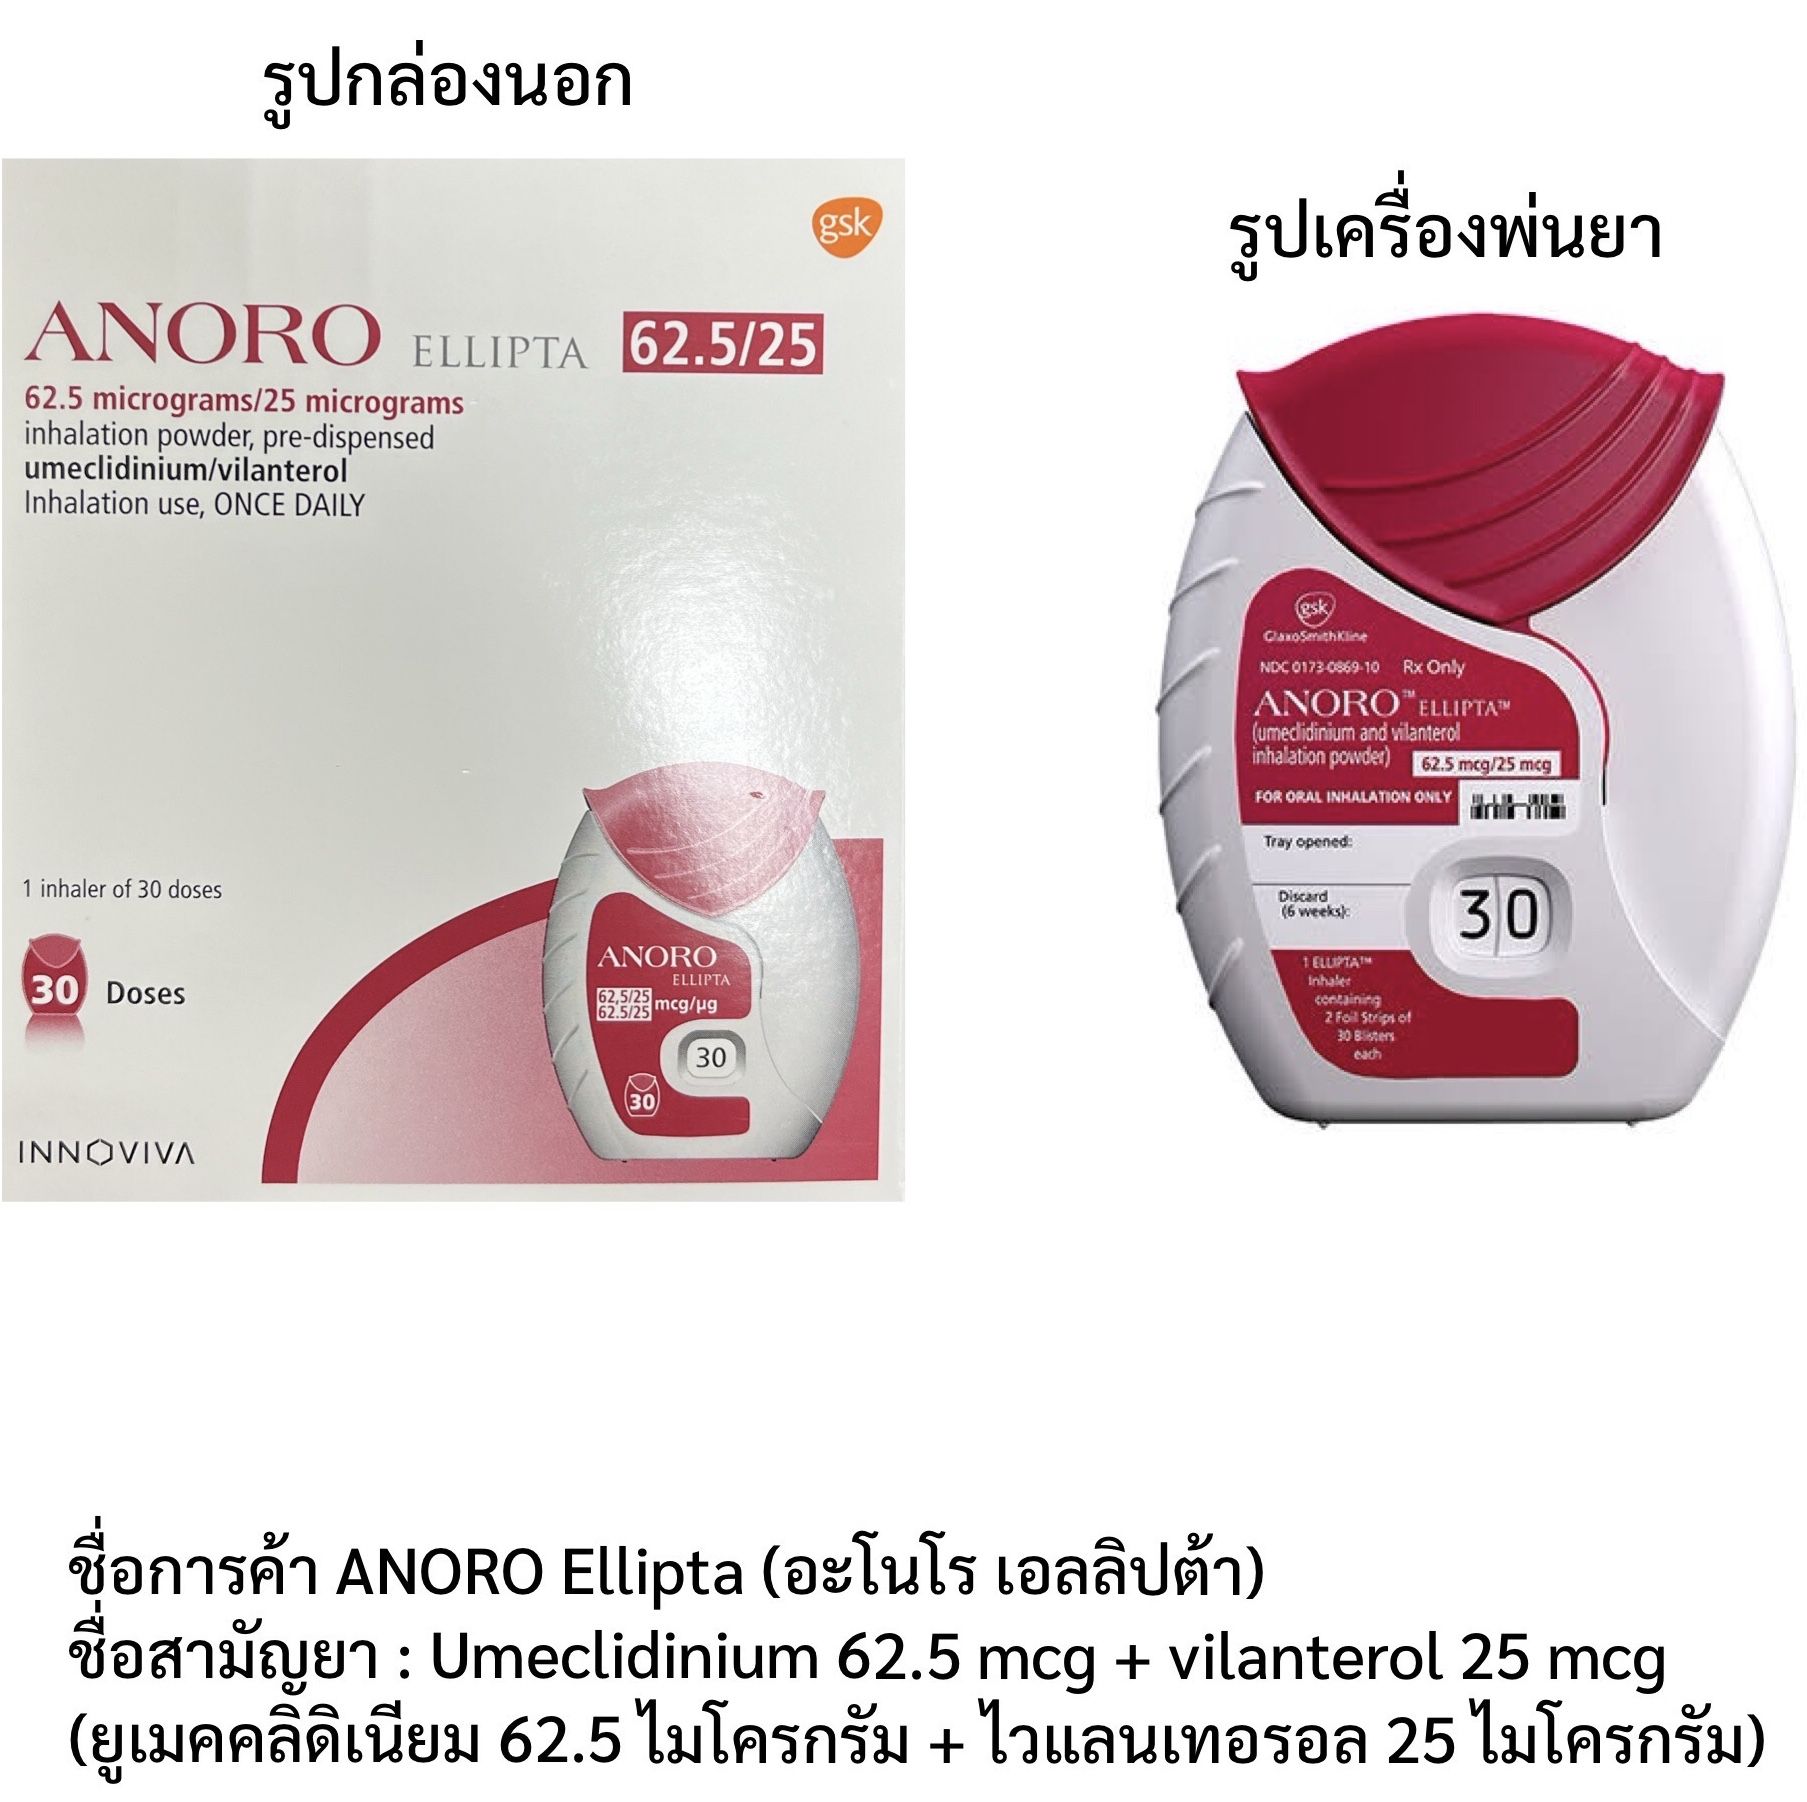 รูปกล่องนอก
gsk
ANORO ELLIPTA 62.5/25
62.5 micrograms/25 micrograms
inhalation powder, pre-dispensed
umeclidinium/vilanterol
Inhalation use, ONCE DAILY
1 inhaler of 30 doses
30 Doses
INNOVIVA
ANORO
ELLIPTA
62,5/25
62.5/25 mcg/µg
30
30
รูปเครื่องพ่นยา
gsk
GlaxoSmithKline
NDC 0173-0869-10 Rx Only
ANORO™ ELLIPTA™
(umeclidinium and vilanterol
inhalation powder)
62.5 mcg/25 mcg
FOR ORAL INHALATION ONLY
Tray opened:
Discard
(6 weeks):
30
1 ELLIPTA™
Inhaler
containing
2 Foil Strips of
30 Blisters
each
ชื่อการค้า ANORO Ellipta (อะโนโร เอลลิปต้า)
ชื่อสามัญยา : Umeclidinium 62.5 mcg + vilanterol 25 mcg
(ยูเมคคลิดิเนียม 62.5 ไมโครกรัม + ไวแลนเทอรอล 25 ไมโครกรัม)